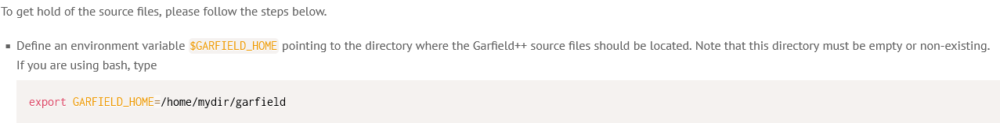 To get hold of the source files, please follow the steps below.
▪ Define an environment variable $GARFIELD_HOME pointing to the directory where the Garfield++ source files should be located. Note that this directory must be empty or non-existing.
If you are using bash, type
export GARFIELD_HOME=/home/mydir/garfield